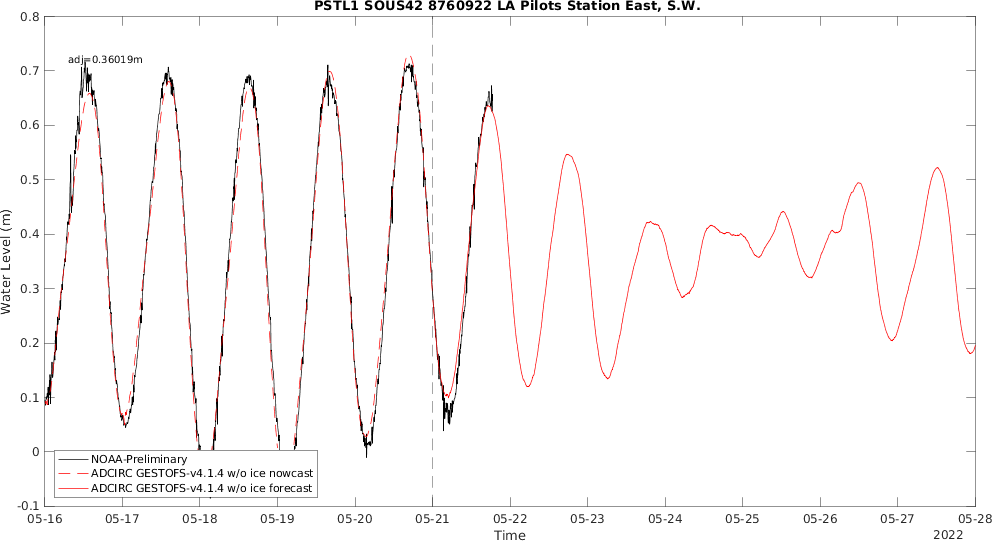 PSTL1 SOUS42 8760922 LA Pilots Station East, S.W.
adj=0.36019m
0.8
0.7
0.6
0.5
0.4
0.3
0.2
0.1
0
-0.1
Water Level (m)
NOAA-Preliminary
ADCIRC GESTOFS-v4.1.4 w/o ice nowcast
ADCIRC GESTOFS-v4.1.4 w/o ice forecast
05-16 05-17 05-18 05-19 05-20 05-21 05-22 05-23 05-24 05-25 05-26 05-27 05-28
Time
2022